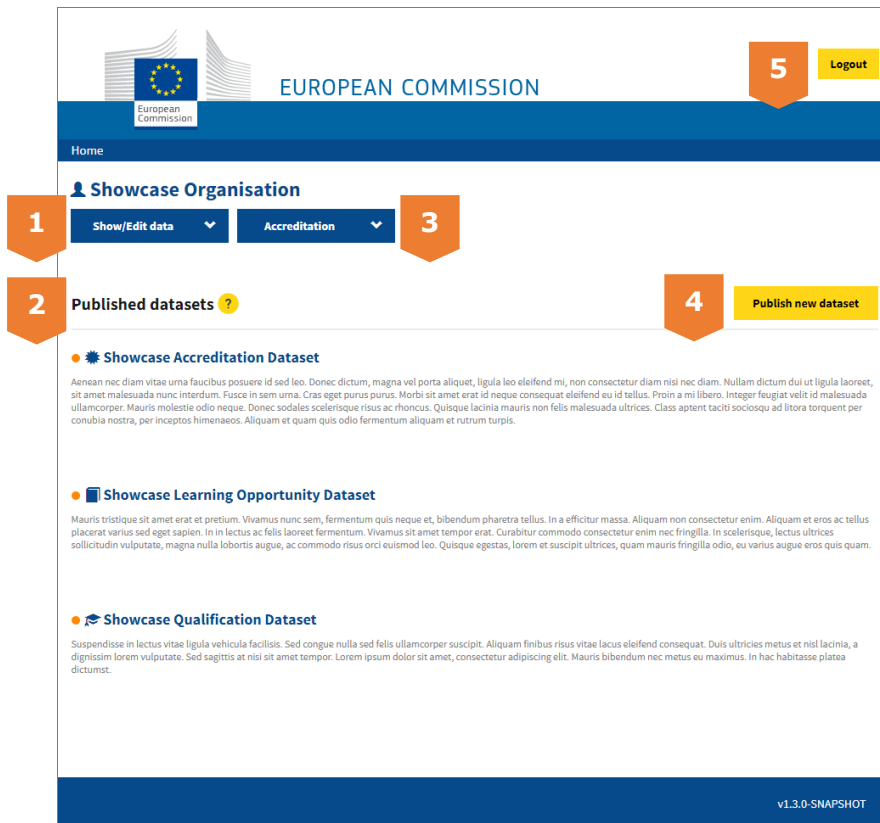 5
Logout
EUROPEAN COMMISSION
European
Commission
Home
Showcase Organisation
1
Show/Edit data
Accreditation
3
2
Published datasets ?
4
Publish new dataset
Showcase Accreditation Dataset
Aenean nec diam vitae urna faucibus posuere id sed leo. Donec dictum, magna vel porta aliquet, ligula leo eleifend mi, non consectetur diam nisi nec diam. Nullam dictum dui ut ligula laoreet,
sit amet malesuada nunc interdum. Fusce in sem urna. Cras eget purus purus. Morbi sit amet erat id neque consequat eleifend eu id tellus. Proin a mi libero. Integer feugiat velit id malesuada
ullamcorper. Mauris molestie odio neque. Donec sodales scelerisque risus ac rhoncus. Quisque lacinia mauris non felis malesuada ultrices. Class aptent taciti sociosqu ad litora torquent per
conubia nostra, per inceptos himenaeos. Aliquam et quam quis odio fermentum aliquam et rutrum turpis.
Showcase Learning Opportunity Dataset
Mauris tristique sit amet erat et pretium. Vivamus nunc sem, fermentum quis neque et, bibendum pharetra tellus. In a efficitur massa. Aliquam non consectetur enim. Aliquam et eros ac tellus
placerat varius sed eget sapien. In in lectus ac felis laoreet fermentum. Vivamus sit amet tempor erat. Curabitur commodo consectetur enim nec fringilla. In scelerisque, lectus ultrices
sollicitudin vulputate, magna nulla lobortis augue, ac commodo risus orci euismod leo. Quisque egestas, lorem et suscipit ultrices, quam mauris fringilla odio, eu varius augue eros quis quam.
Showcase Qualification Dataset
Suspendisse in lectus vitae ligula vehicula facilisis. Sed congue nulla sed felis ullamcorper suscipit. Aliquam finibus risus vitae lacus eleifend consequat. Duis ultricies metus et nisl lacinia, a
dignissim lorem vulputate. Sed sagittis at nisi sit amet tempor. Lorem ipsum dolor sit amet, consectetur adipiscing elit. Mauris bibendum nec metus eu maximus. In hac habitasse platea
dictumst.
v1.3.0-SNAPSHOT